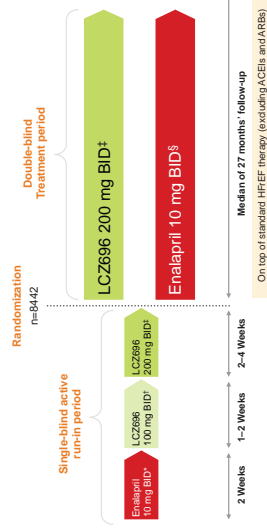 Randomization
n=8442
Single-blind active
run-in period
Double-blind
Treatment period
Enalapril
10 mg BID*
LCZ696
100 mg BID†
LCZ696
200 mg BID‡
LCZ696 200 mg BID‡
Enalapril 10 mg BID§
2 Weeks
1–2 Weeks
2–4 Weeks
Median of 27 months' follow-up
On top of standard HFrEF therapy (excluding ACEIs and ARBs)